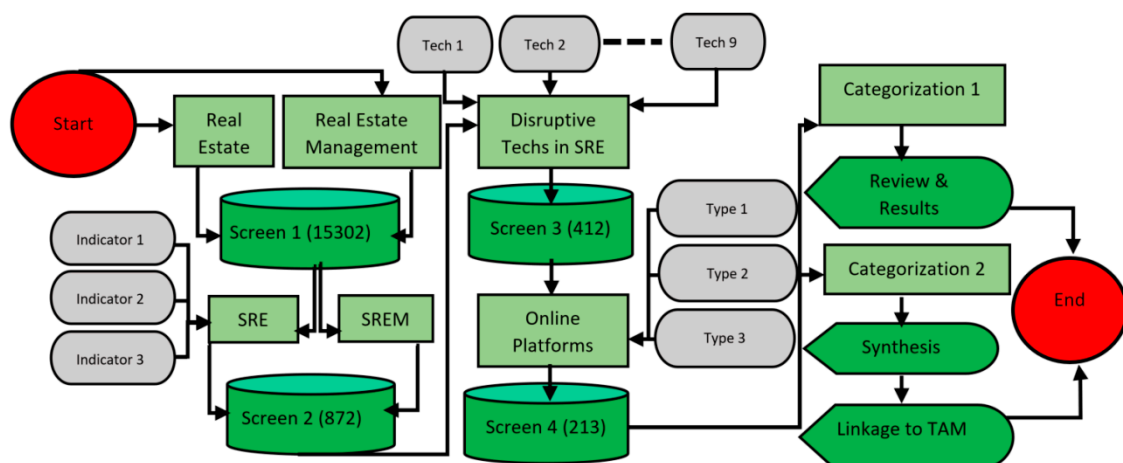 Start
Real
Estate
Real Estate
Management
Screen 1 (15302)
Indicator 1
Indicator 2
Indicator 3
SRE
SREM
Screen 2 (872)
Tech 1
Tech 2
Tech 9
Disruptive
Techs in SRE
Screen 3 (412)
Type 1
Type 2
Type 3
Online
Platforms
Screen 4 (213)
Categorization 1
Review &
Results
Categorization 2
Synthesis
Linkage to TAM
End